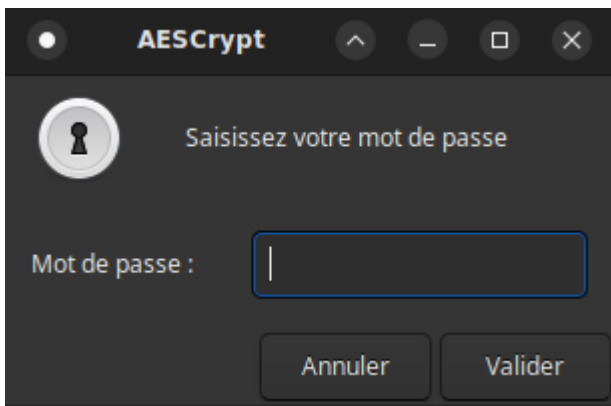 AESCrypt
Saisissez votre mot de passe
Mot de passe :
Annuler
Valider